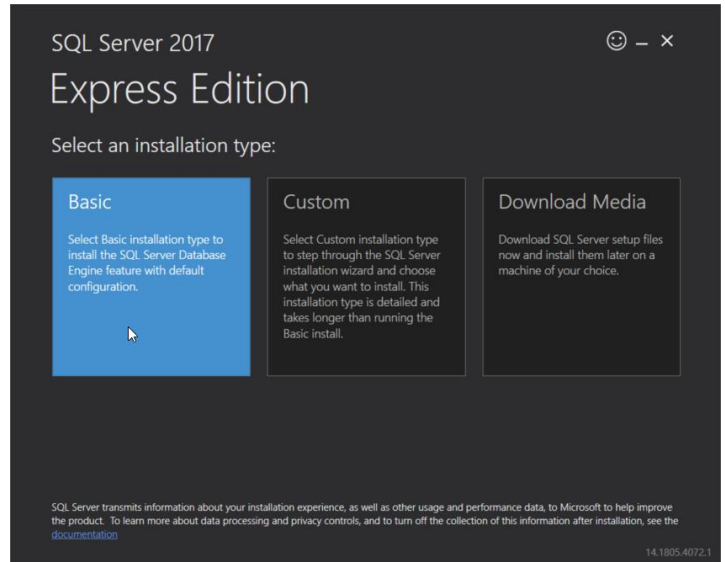 SQL Server 2017
Express Edition
Select an installation type:
Basic
Select Basic installation type to
install the SQL Server Database
Engine feature with default
configuration.
Custom
Select Custom installation type
to step through the SQL Server
installation wizard and choose
what you want to install. This
installation type is detailed and
takes longer than running the
Basic install.
Download Media
Download SQL Server setup files
now and install them later on a
machine of your choice.
SQL Server transmits information about your installation experience, as well as other usage and performance data, to Microsoft to help improve
the product. To learn more about data processing and privacy controls, and to turn off the collection of this information after installation, see the
documentation
14.1805.4072.1